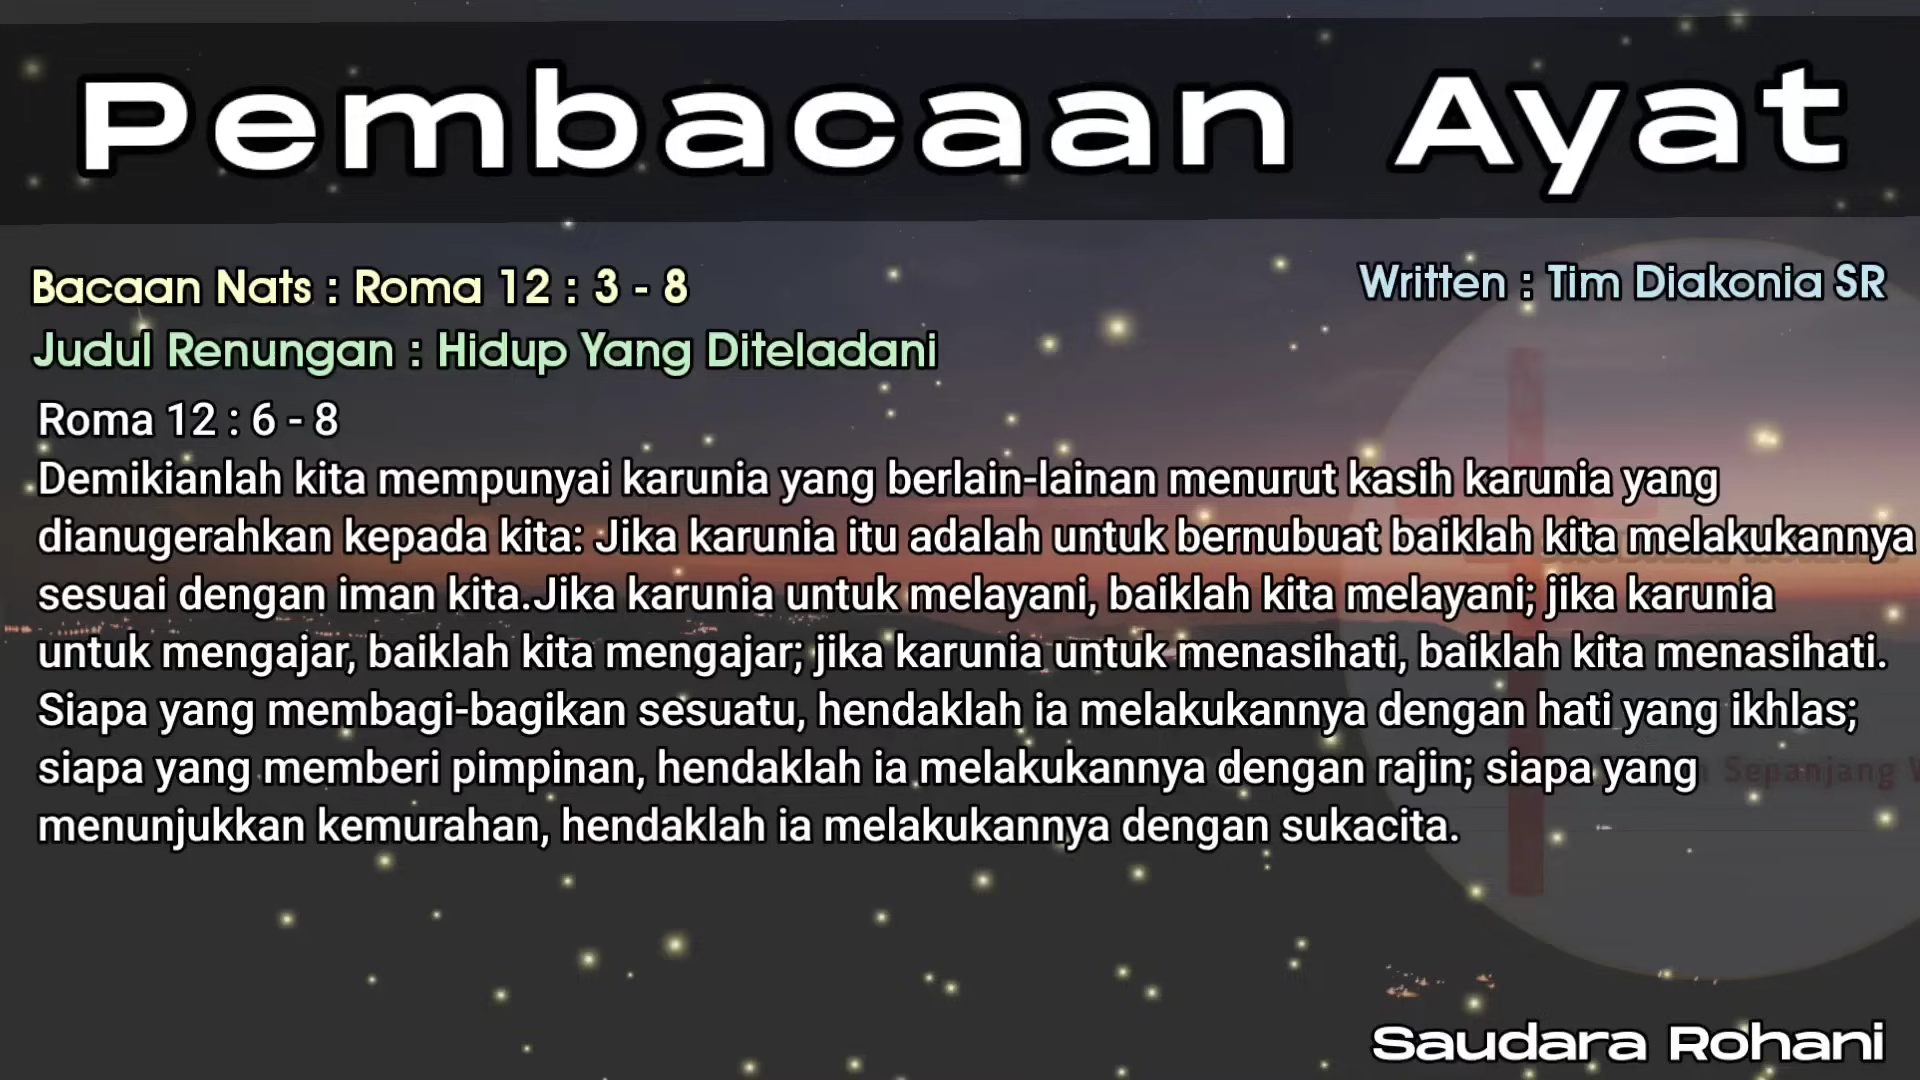 Pembacaan Ayat
Bacaan Nats : Roma 12 : 3 - 8
Written : Tim Diakonia SR
Judul Renungan : Hidup Yang Diteladani
Roma 12 : 6 - 8
Demikianlah kita mempunyai karunia yang berlain-lainan menurut kasih karunia yang
dianugerahkan kepada kita: Jika karunia itu adalah untuk bernubuat baiklah kita melakukannya
sesuai dengan iman kita.Jika karunia untuk melayani, baiklah kita melayani; jika karunia
untuk mengajar, baiklah kita mengajar; jika karunia untuk menasihati, baiklah kita menasihati.
Siapa yang membagi-bagikan sesuatu, hendaklah ia melakukannya dengan hati yang ikhlas;
siapa yang memberi pimpinan, hendaklah ia melakukannya dengan rajin; siapa yang
Sepanjang
menunjukkan kemurahan, hendaklah ia melakukannya dengan sukacita.
Saudara Rohani